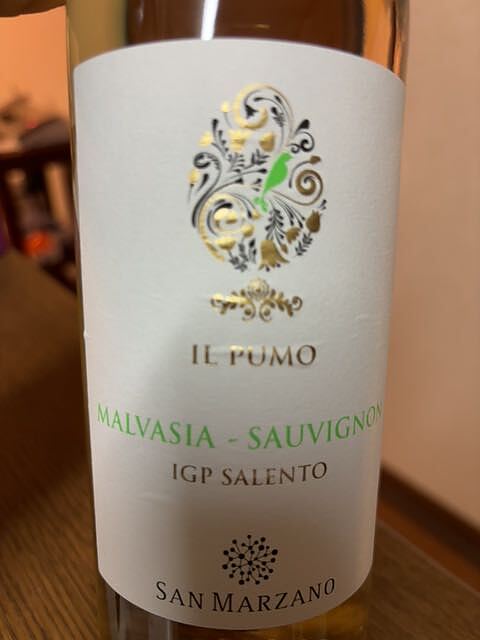 IL PUMO
MALVASIA - SAUVIGNON
IGP SALENTO
SAN MARZANO